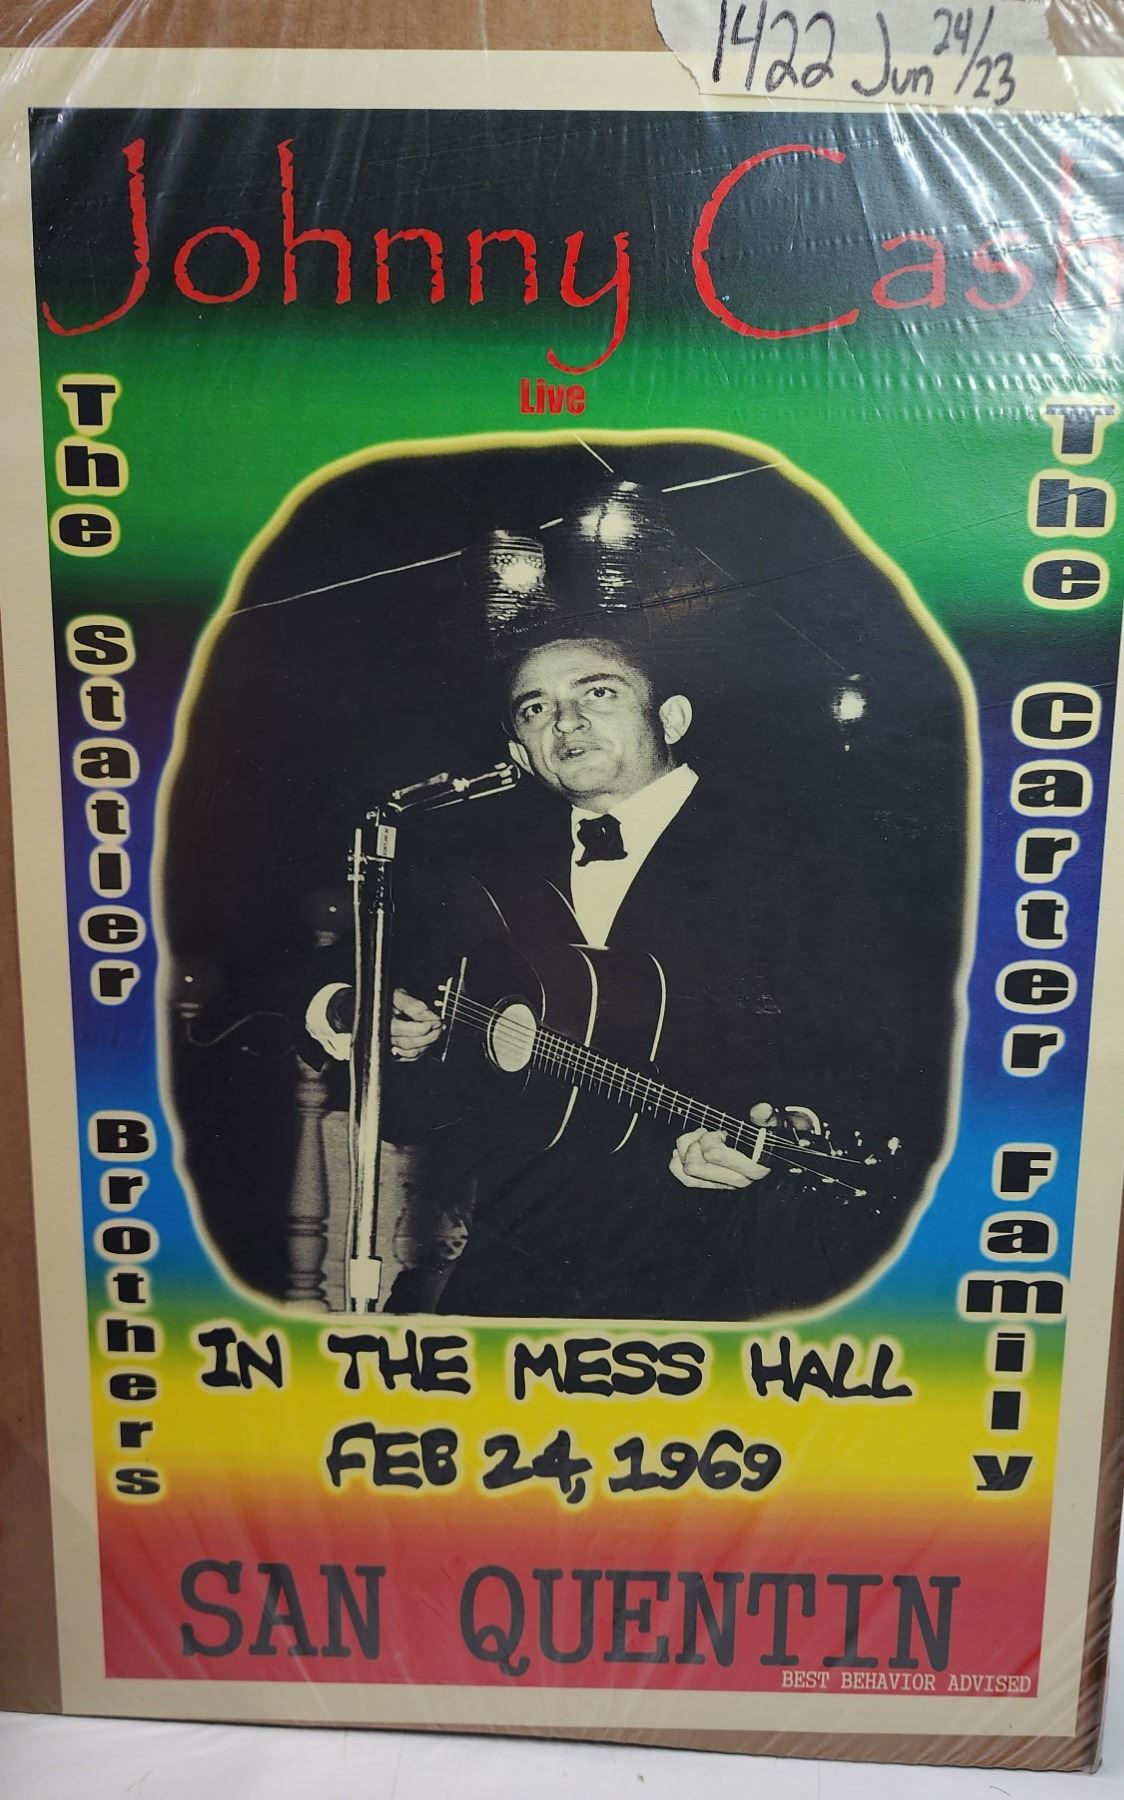 1422 Jun 24/23
Johnny Cash
Live
The Statler Brothers
The Carter Family
IN THE MESS HALL
FEB 24, 1969
SAN QUENTIN
BEST BEHAVIOR ADVISED